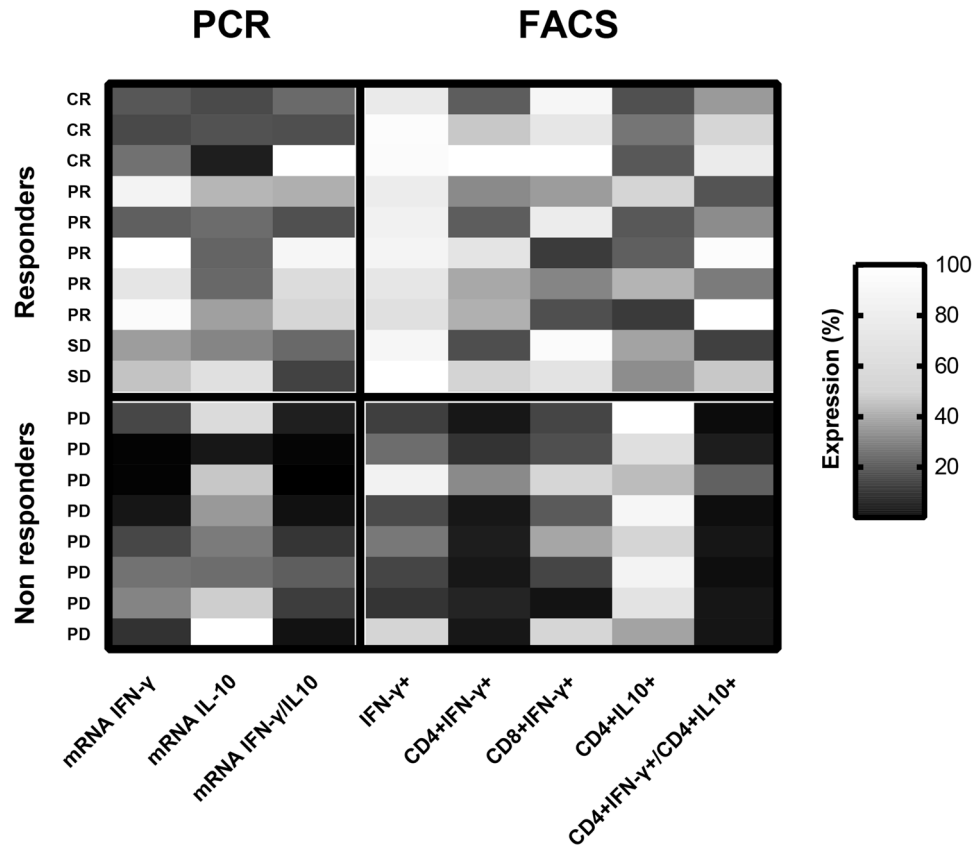 PCR
FACS
Responders
CR
CR
CR
PR
PR
PR
PR
PR
SD
SD
Non responders
PD
PD
PD
PD
PD
PD
PD
PD
mRNA IFN-γ
mRNA IL-10
mRNA IFN-γ/IL10
IFN-γ+
CD4+IFN-γ+
CD8+IFN-γ+
CD4+IL10+
CD4+IFN-γ+/CD4+IL10+
Expression (%)
100
80
60
40
20